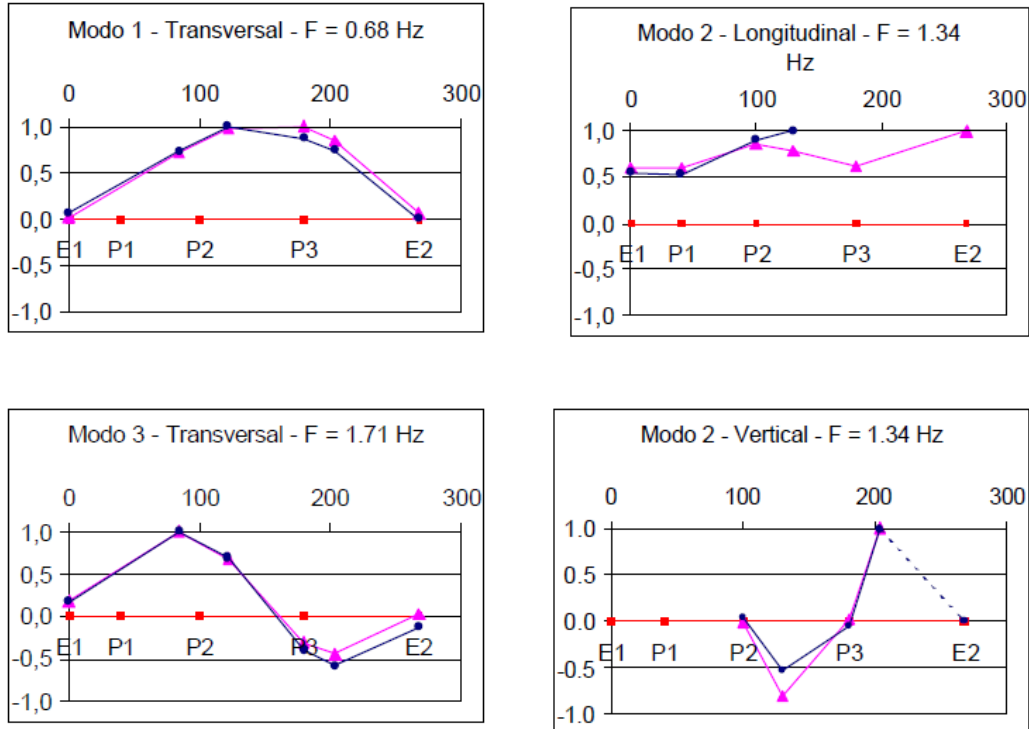 Modo 1 - Transversal - F = 0.68 Hz
0 100 200 300
1,0
0,5
0,0
E1 P1 P2 P3 E2
-0,5
-1,0
Modo 2 - Longitudinal - F = 1.34
Hz
0 100 200 300
1,0
0,5
0,0
E1 P1 P2 P3 E2
-0,5
-1,0
Modo 3 - Transversal - F = 1.71 Hz
0 100 200 300
1,0
0,5
0,0
E1 P1 P2 P3 E2
-0,5
-1,0
Modo 2 - Vertical - F = 1.34 Hz
0 100 200 300
1.0
0.5
0.0
E1 P1 P2 P3 E2
-0.5
-1.0